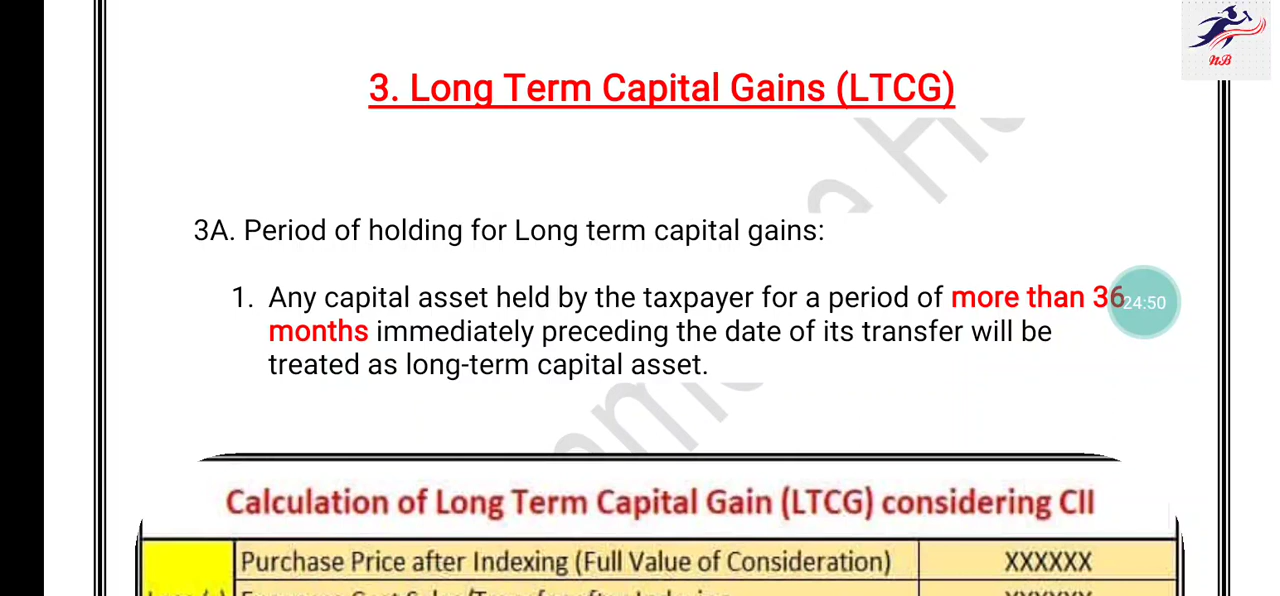 NB
3. Long Term Capital Gains (LTCG)
3A. Period of holding for Long term capital gains:
1. Any capital asset held by the taxpayer for a period of more than 36
24:50
months immediately preceding the date of its transfer will be
treated as long-term capital asset.
Calculation of Long Term Capital Gain (LTCG) considering CII
Purchase Price after Indexing (Full Value of Consideration) XXXXXX